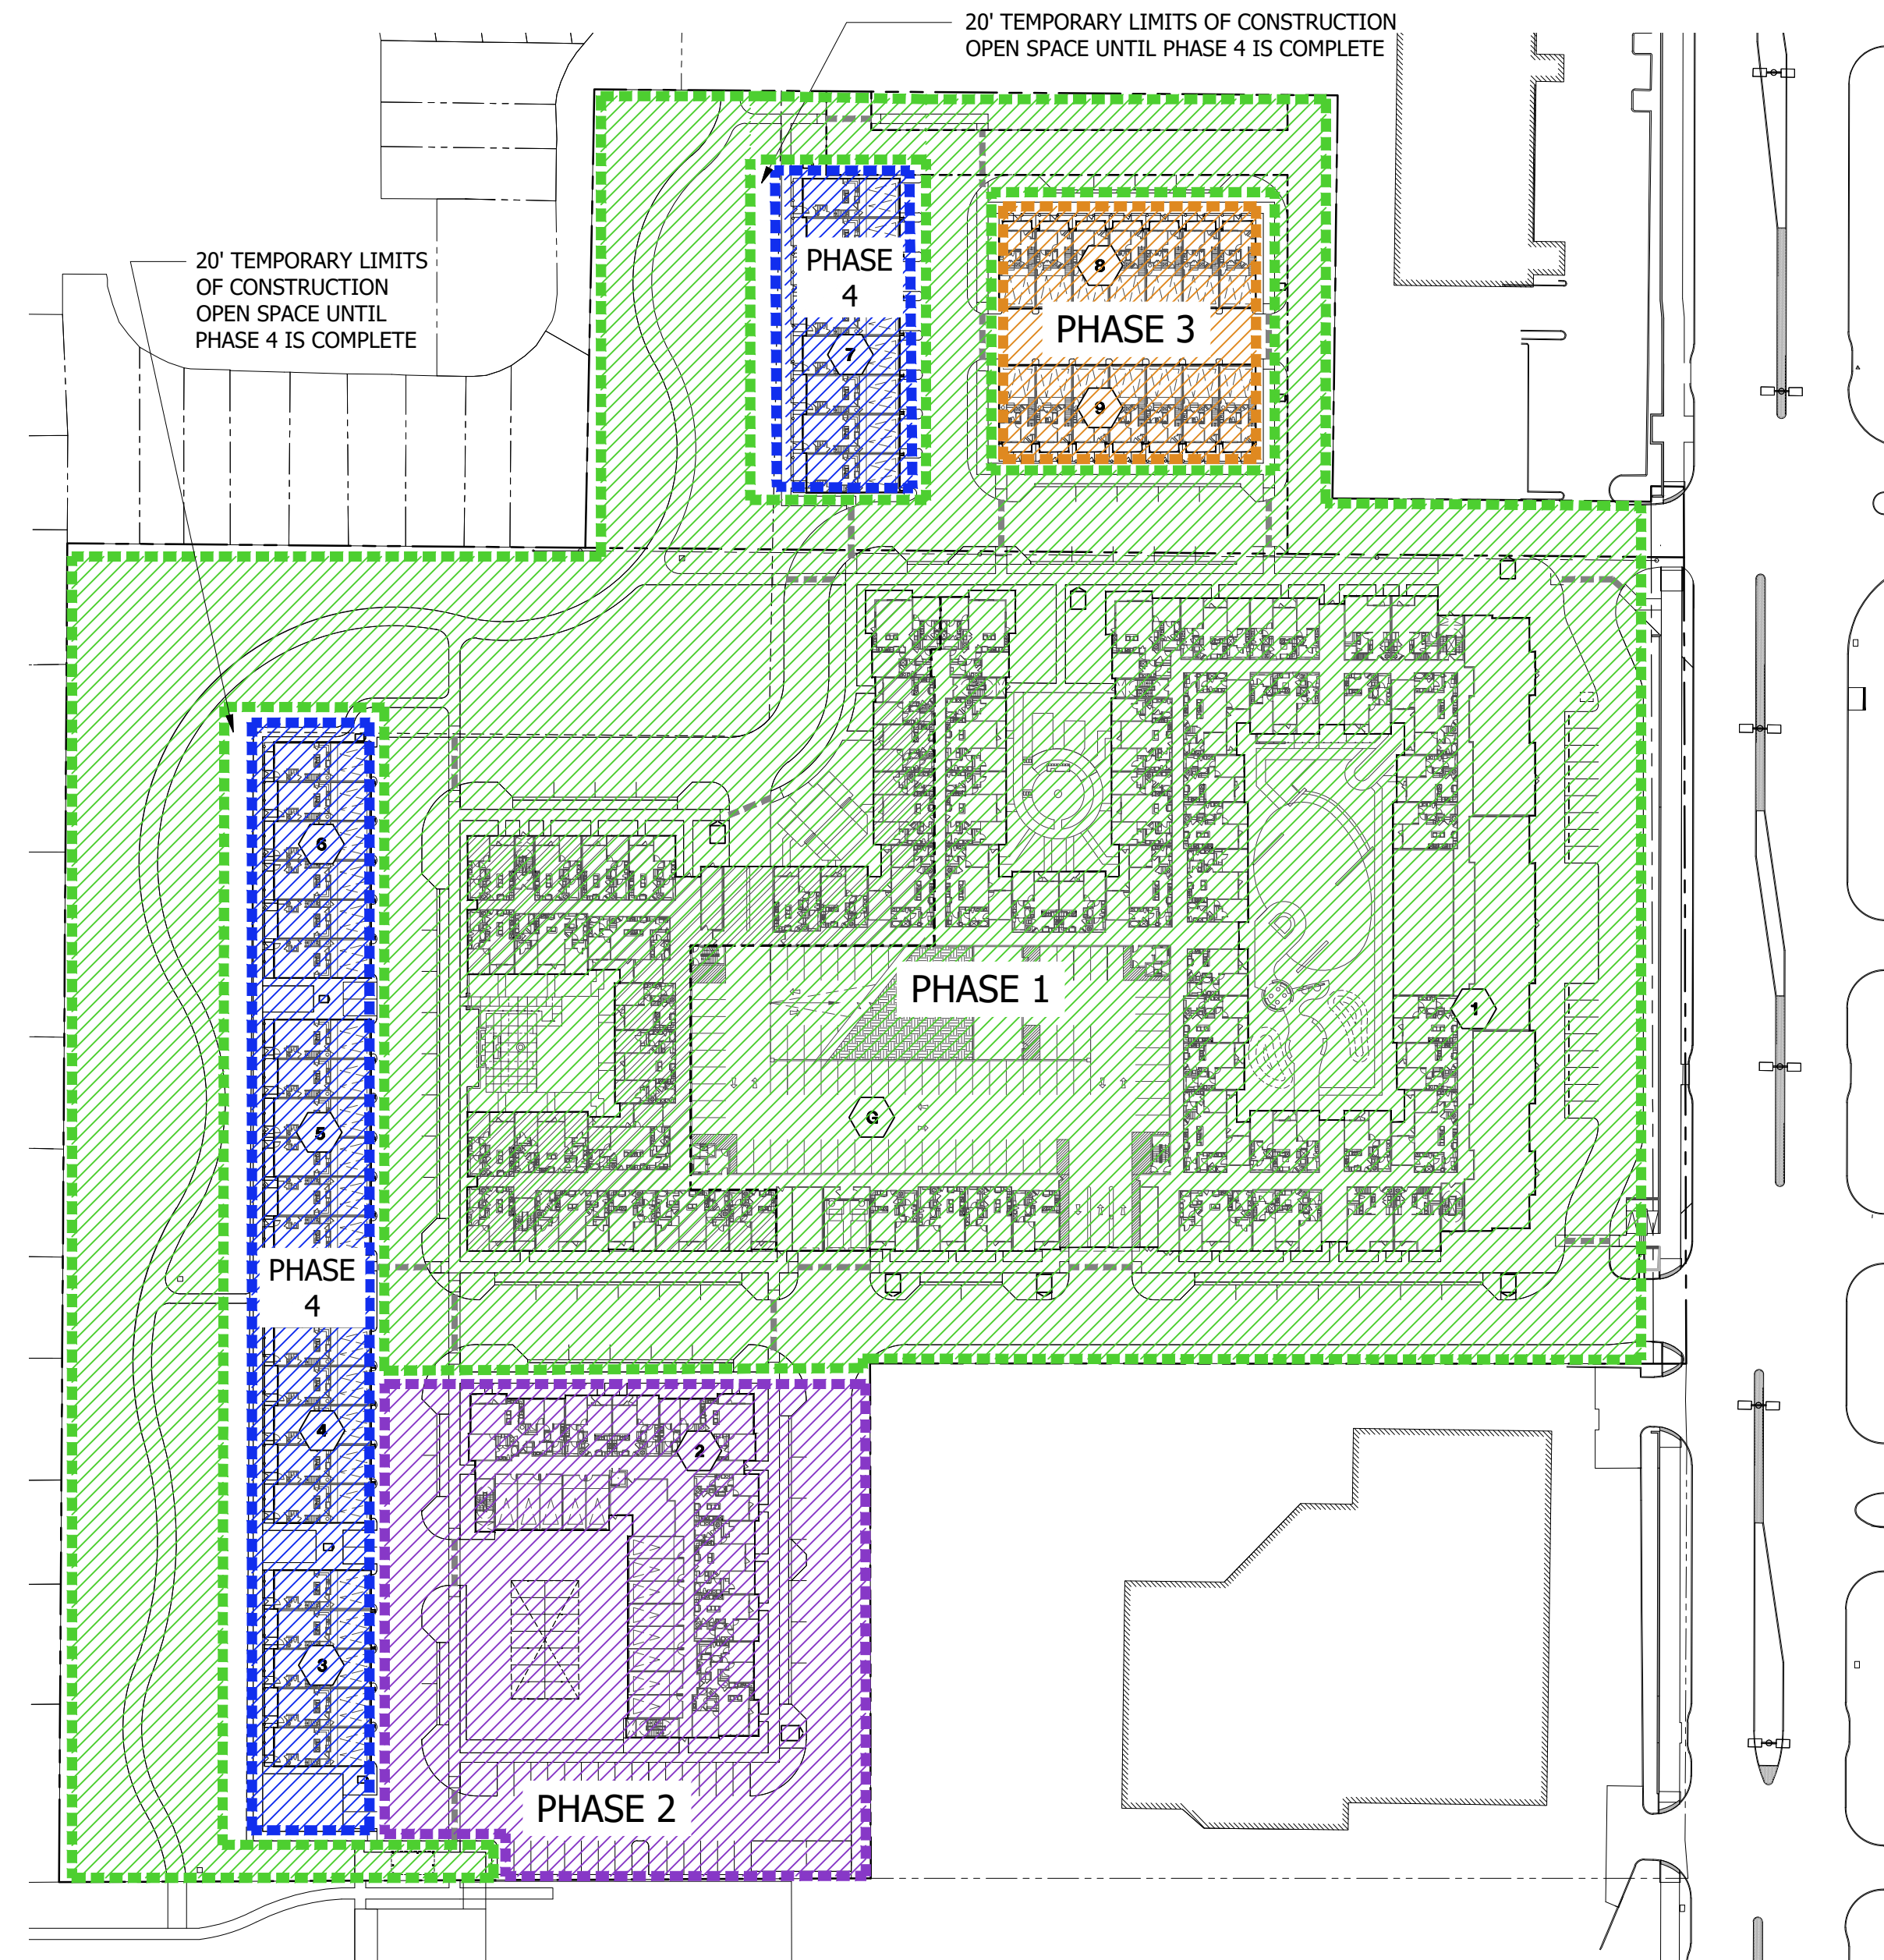 20' TEMPORARY LIMITS OF CONSTRUCTION
OPEN SPACE UNTIL PHASE 4 IS COMPLETE
20' TEMPORARY LIMITS
OF CONSTRUCTION
OPEN SPACE UNTIL
PHASE 4 IS COMPLETE
PHASE
4
8
PHASE 3
7
9
6
PHASE 1
1
G
5
PHASE
4
4
2
3
PHASE 2